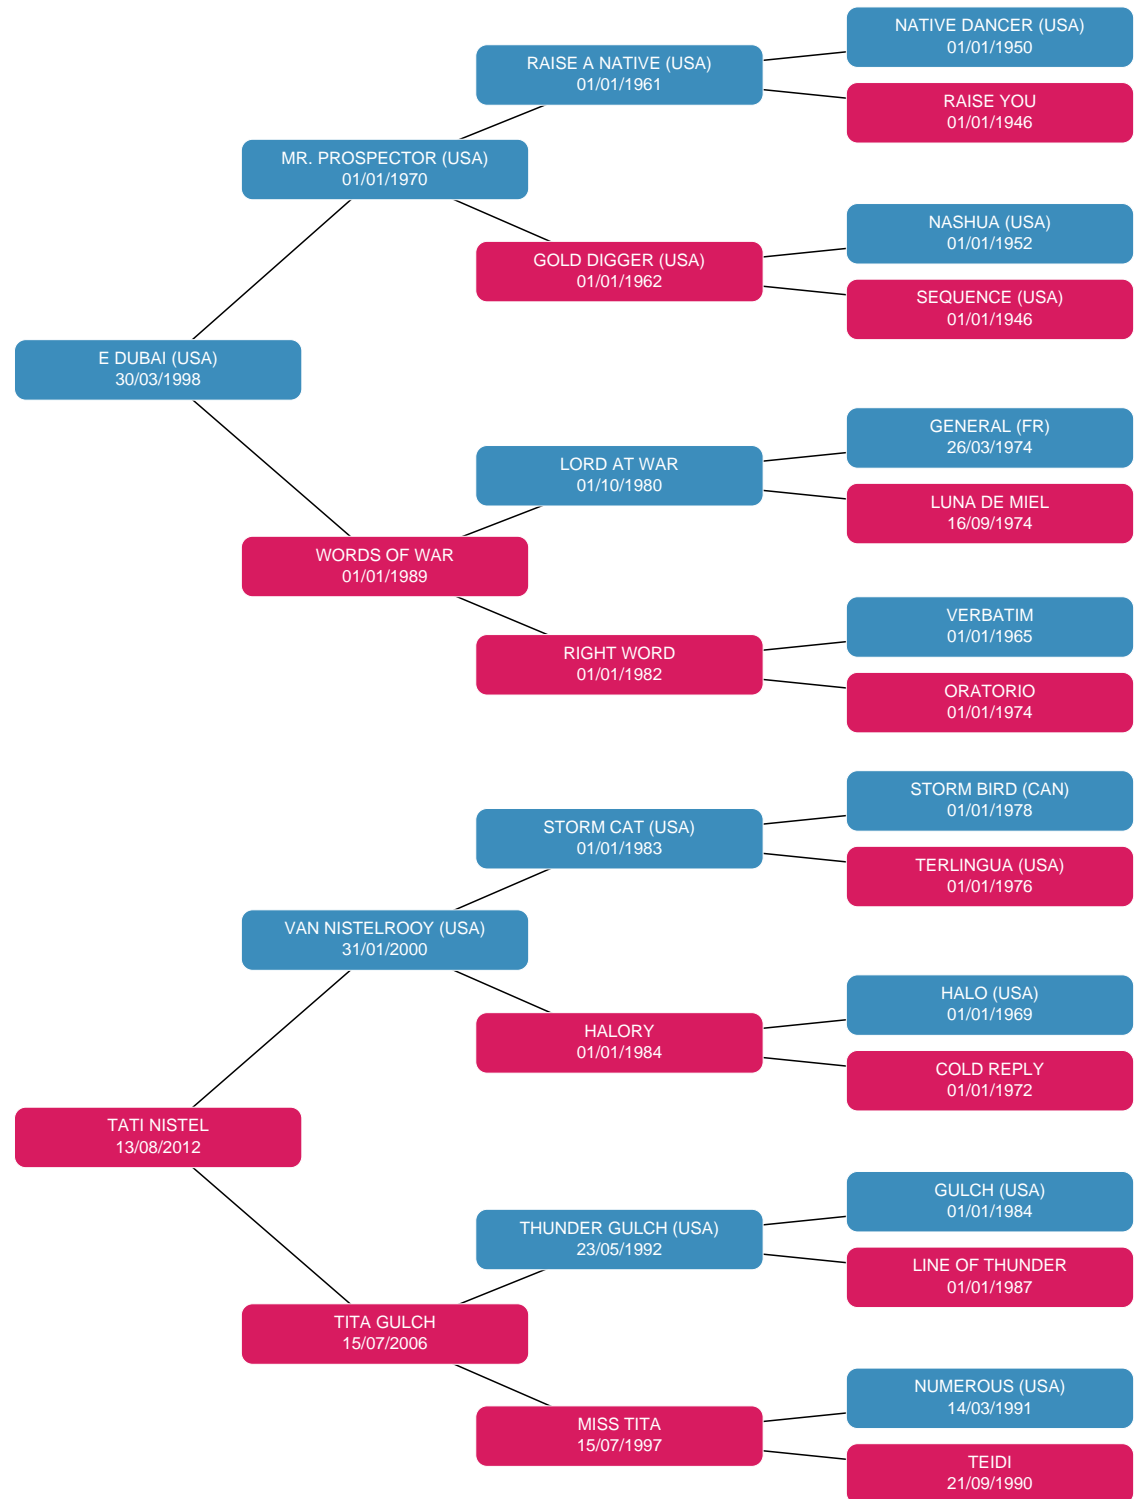 NATIVE DANCER (USA)
01/01/1950
RAISE A NATIVE (USA)
01/01/1961
RAISE YOU
01/01/1946
MR. PROSPECTOR (USA)
01/01/1970
NASHUA (USA)
01/01/1952
GOLD DIGGER (USA)
01/01/1962
SEQUENCE (USA)
01/01/1946
E DUBAI (USA)
30/03/1998
GENERAL (FR)
26/03/1974
LORD AT WAR
01/10/1980
LUNA DE MIEL
16/09/1974
WORDS OF WAR
01/01/1989
VERBATIM
01/01/1965
RIGHT WORD
01/01/1982
ORATORIO
01/01/1974
STORM BIRD (CAN)
01/01/1978
STORM CAT (USA)
01/01/1983
TERLINGUA (USA)
01/01/1976
VAN NISTELROOY (USA)
31/01/2000
HALO (USA)
01/01/1969
HALORY
01/01/1984
COLD REPLY
01/01/1972
TATI NISTEL
13/08/2012
GULCH (USA)
01/01/1984
THUNDER GULCH (USA)
23/05/1992
LINE OF THUNDER
01/01/1987
TITA GULCH
15/07/2006
NUMEROUS (USA)
14/03/1991
MISS TITA
15/07/1997
TEIDI
21/09/1990